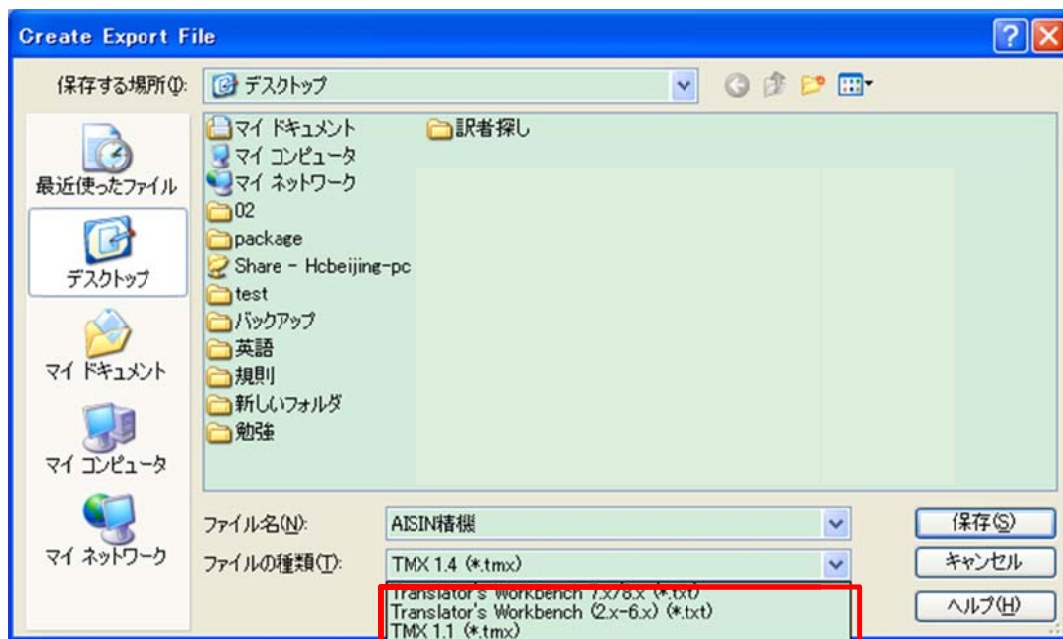 Create Export File
保存する場所(I):
デスクトップ
最近使ったファイル
デスクトップ
マイ ドキュメント
マイ コンピュータ
マイ ネットワーク
マイ ドキュメント
マイ コンピュータ
マイ ネットワーク
02
package
Share - Hcbeijing-pc
test
バックアップ
英語
規則
新しいフォルダ
勉強
訳者探し
ファイル名(N):
AISIN精機
保存(S)
ファイルの種類(T):
TMX 1.4 (*.tmx)
キャンセル
Translator's Workbench 7.x/8.x (*.txt)
Translator's Workbench (2.x-6.x) (*.txt)
TMX 1.1 (*.tmx)
ヘルプ(H)